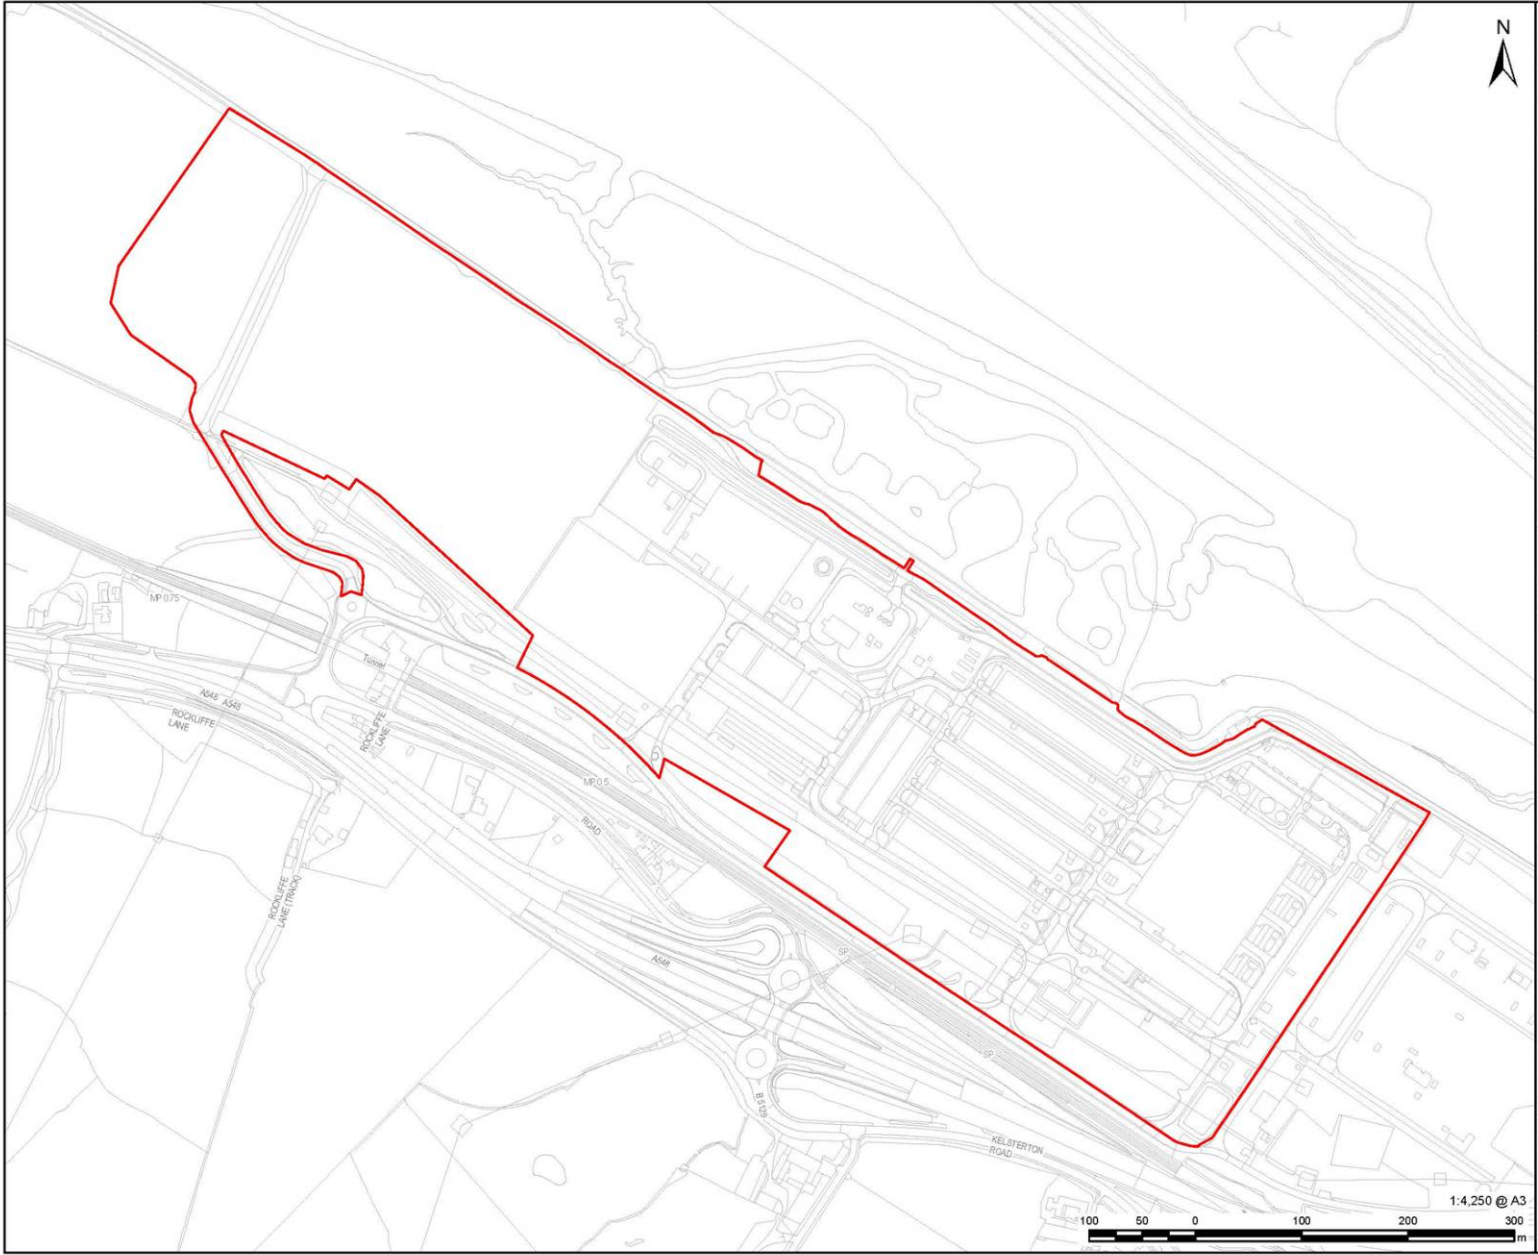 N
MP 0.75
Tunnel
A548
A548
ROCKLIFFE
LANE
ROCKLIFFE
LANE
MP 0.5
ROAD
ROCKLIFFE
LANE (TRACK)
A548
SP
SP
B 5129
KELSTERTON
ROAD
1:4,250 @ A3
100 50 0 100 200 300
m